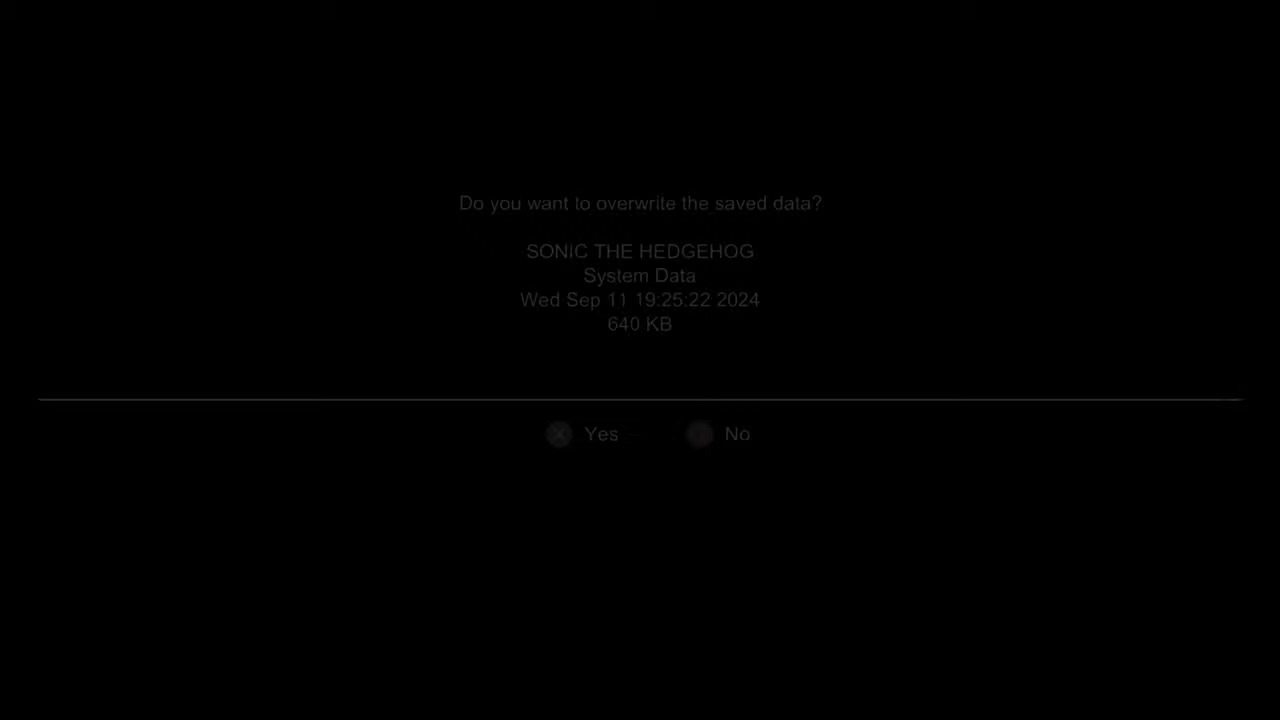 Do you want to overwrite the saved data?
SONIC THE HEDGEHOG
System Data
Wed Sep 11 19:25:22 2024
640 KB
Yes No